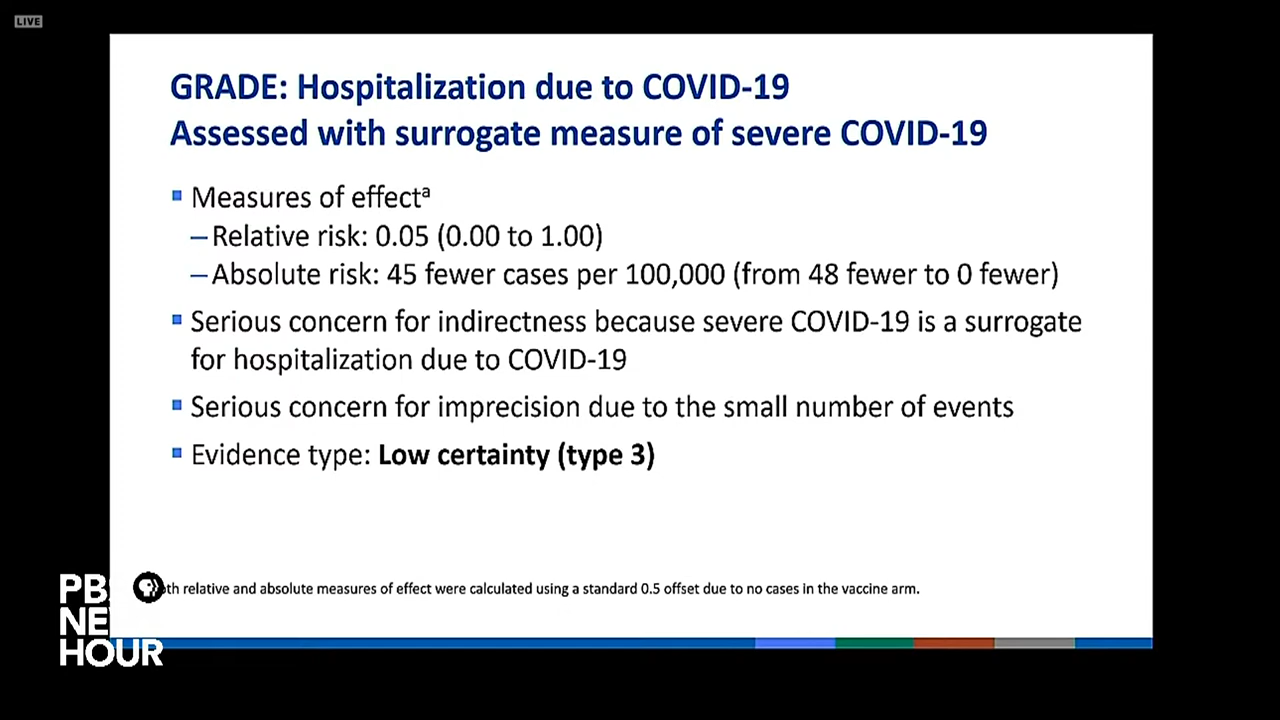 LIVE
GRADE: Hospitalization due to COVID-19
Assessed with surrogate measure of severe COVID-19
▪ Measures of effectᵃ
–Relative risk: 0.05 (0.00 to 1.00)
–Absolute risk: 45 fewer cases per 100,000 (from 48 fewer to 0 fewer)
▪ Serious concern for indirectness because severe COVID-19 is a surrogate
for hospitalization due to COVID-19
▪ Serious concern for imprecision due to the small number of events
▪ Evidence type: Low certainty (type 3)
relative and absolute measures of effect were calculated using a standard 0.5 offset due to no cases in the vaccine arm.
PB
NE
HOUR